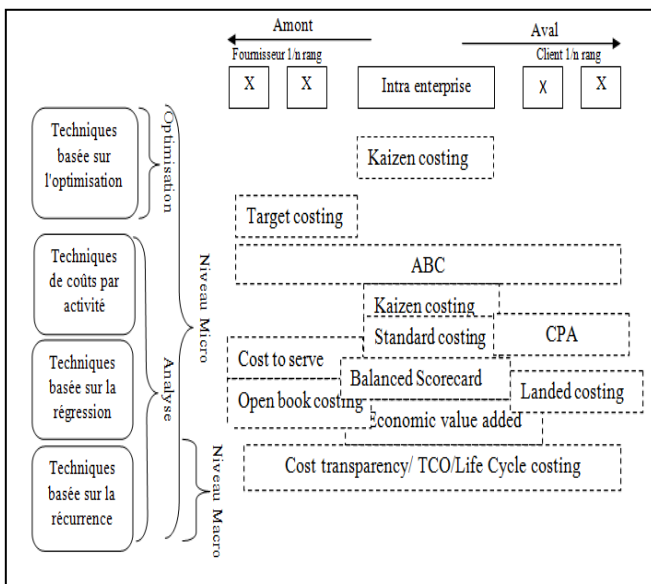 Amont
Aval
Fournisseur 1/n rang
Client 1/n rang
X
X
Intra enterprise
X
X
Techniques
basée sur
l'optimisation
Optimisation
Kaizen costing
Target costing
Niveau Micro
Techniques
de coûts par
activité
ABC
Kaizen costing
Standard costing
CPA
Analyse
Techniques
basée sur la
régression
Cost to serve
Balanced Scorecard
Landed costing
Open book costing
Economic value added
Techniques
basée sur la
récurrence
Niveau Macro
Cost transparency/ TCO/Life Cycle costing